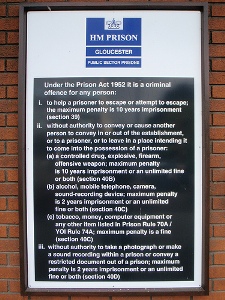 HM PRISON
GLOUCESTER
PUBLIC SECTOR PRISONS
Under the Prison Act 1952 it is a criminal
offence for any person:
i. to help a prisoner to escape or attempt to escape;
the maximum penalty is 10 years imprisonment
(section 39)
ii. without authority to convey or cause another
person to convey in or out of the establishment,
or to a prisoner, or to leave in a place intending it
to come into the possession of a prisoner:
(a) a controlled drug, explosive, firearm,
offensive weapon; maximum penalty
is 10 years imprisonment or an unlimited fine
or both (section 40B)
(b) alcohol, mobile telephone, camera,
sound-recording device; maximum penalty
is 2 years imprisonment or an unlimited
fine or both (section 40C)
(c) tobacco, money, computer equipment or
any other item listed in Prison Rule 70A /
YOI Rule 74A; maximum penalty is a fine
(section 40C)
iii. without authority to take a photograph or make
a sound recording within a prison or convey a
restricted document out of a prison; maximum
penalty is 2 years imprisonment or an unlimited
fine or both (section 40D)